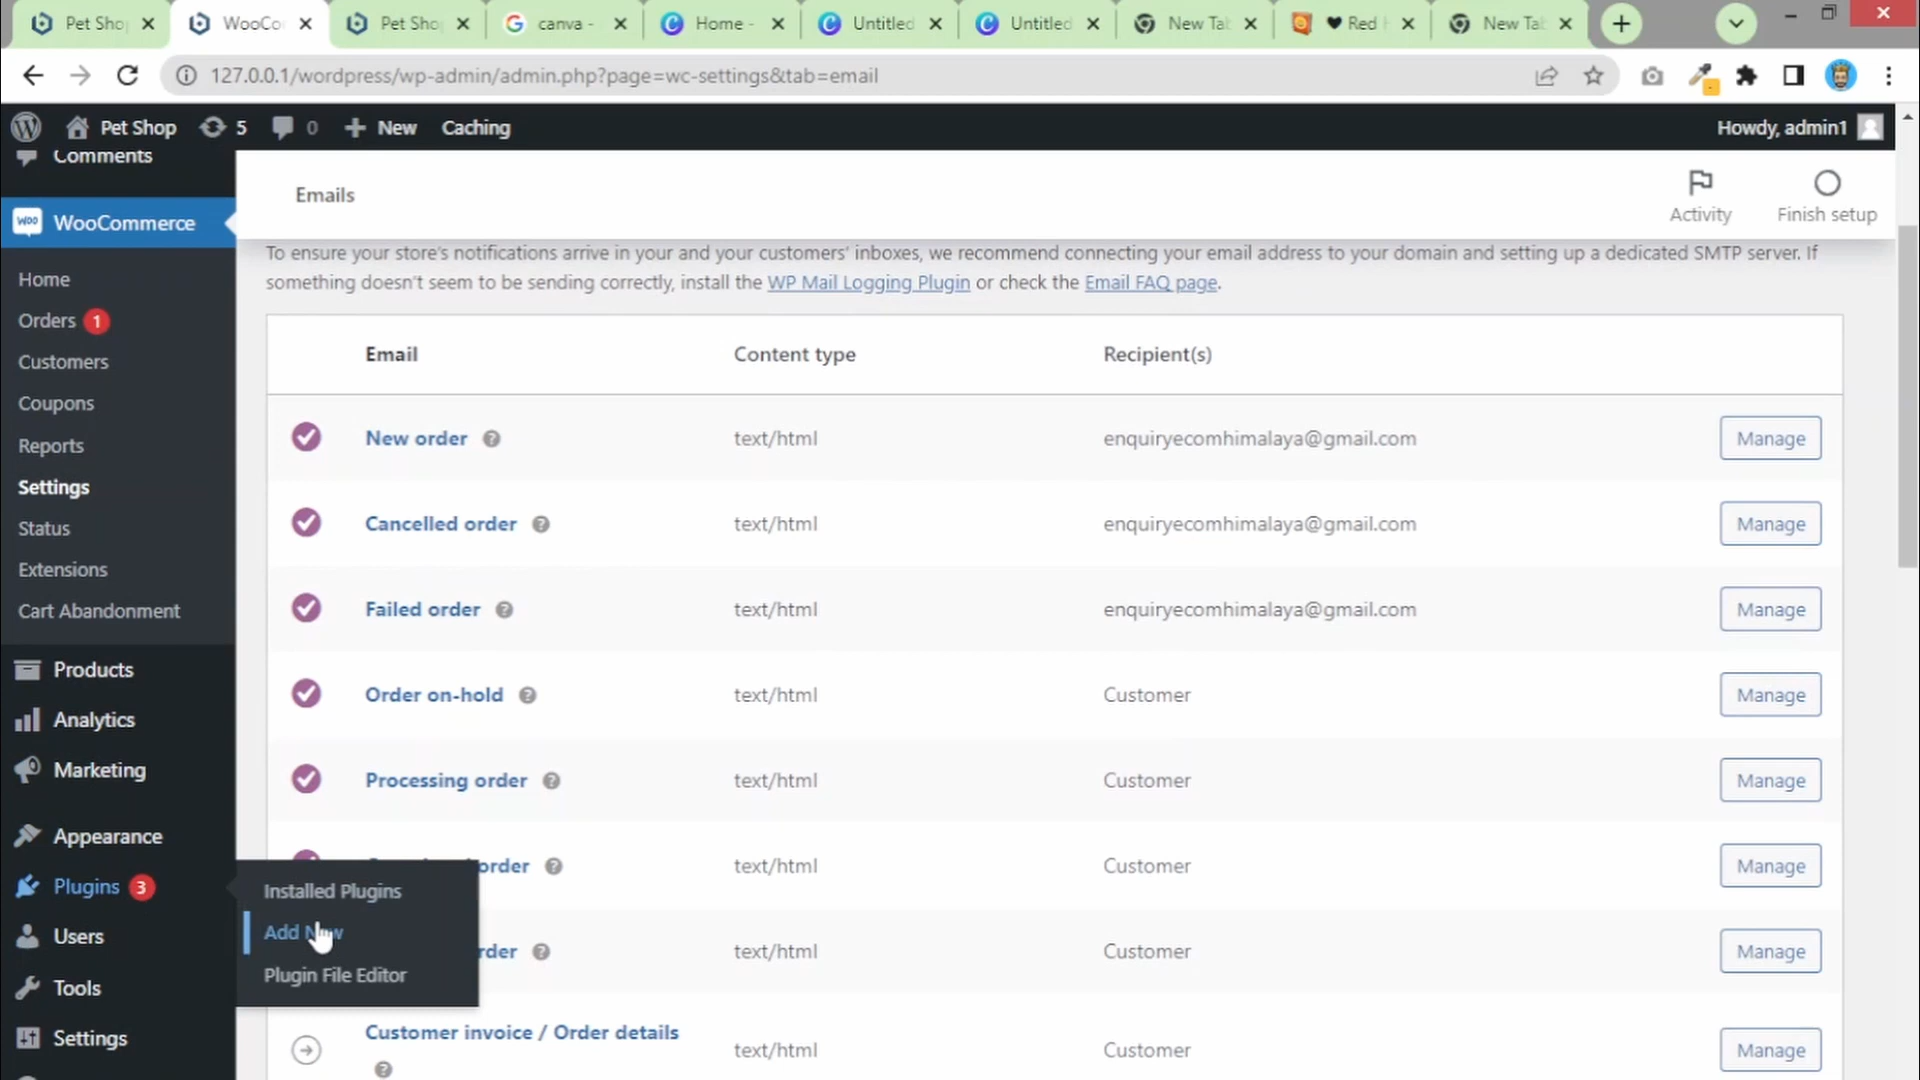 Pet Sho
WooCo
Pet Sho
canva -
Home -
Untitled
Untitled
New Ta
Red
New Ta
127.0.0.1/wordpress/wp-admin/admin.php?page=wc-settings&tab=email
Pet Shop 5 0 + New Caching Howdy, admin1
Comments
WooCommerce
Home
Orders 1
Customers
Coupons
Reports
Settings
Status
Extensions
Cart Abandonment
Products
Analytics
Marketing
Appearance
Plugins 3
Users
Tools
Settings
Installed Plugins
Add New
Plugin File Editor
Emails
Activity
Finish setup
To ensure your store's notifications arrive in your and your customers' inboxes, we recommend connecting your email address to your domain and setting up a dedicated SMTP server. If
something doesn't seem to be sending correctly, install the WP Mail Logging Plugin or check the Email FAQ page.
Email Content type Recipient(s)
New order text/html enquiryecomhimalaya@gmail.com Manage
Cancelled order text/html enquiryecomhimalaya@gmail.com Manage
Failed order text/html enquiryecomhimalaya@gmail.com Manage
Order on-hold text/html Customer Manage
Processing order text/html Customer Manage
order text/html Customer Manage
rder text/html Customer Manage
Customer invoice / Order details text/html Customer Manage